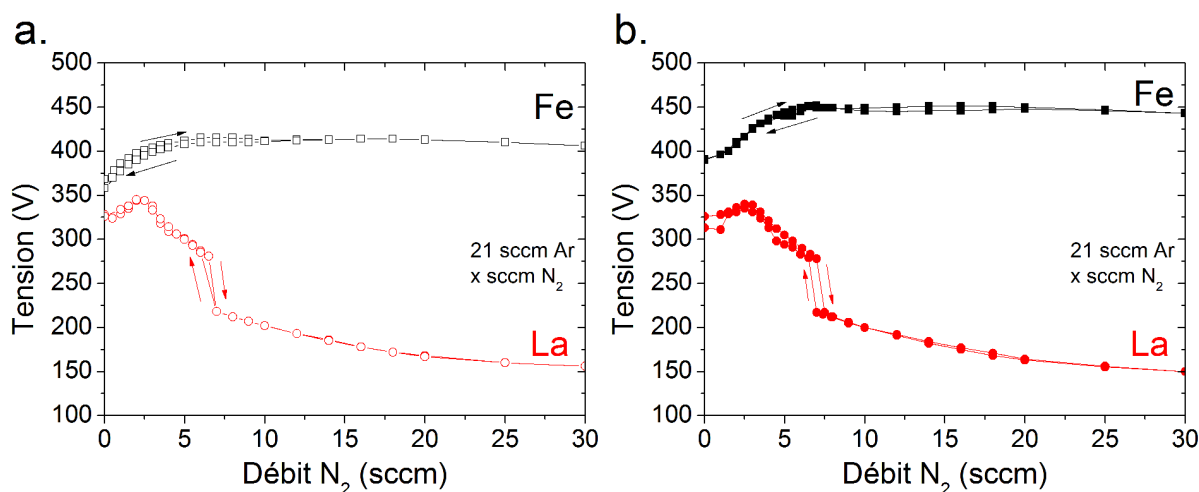 a.
500
450
400
350
300
250
200
150
100
Tension (V)
Fe
21 sccm Ar
x sccm N₂
La
0 5 10 15 20 25 30
Débit N₂ (sccm)
b.
500
450
400
350
300
250
200
150
100
Tension (V)
Fe
21 sccm Ar
x sccm N₂
La
0 5 10 15 20 25 30
Débit N₂ (sccm)